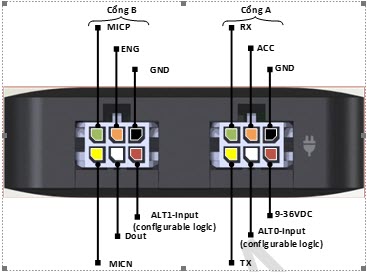 Cổng B
Cổng A
MICP
RX
ENG
ACC
GND
GND
ALT1-Input
(configurable logic)
Dout
9-36VDC
ALT0-Input
(configurable logic)
MICN
TX